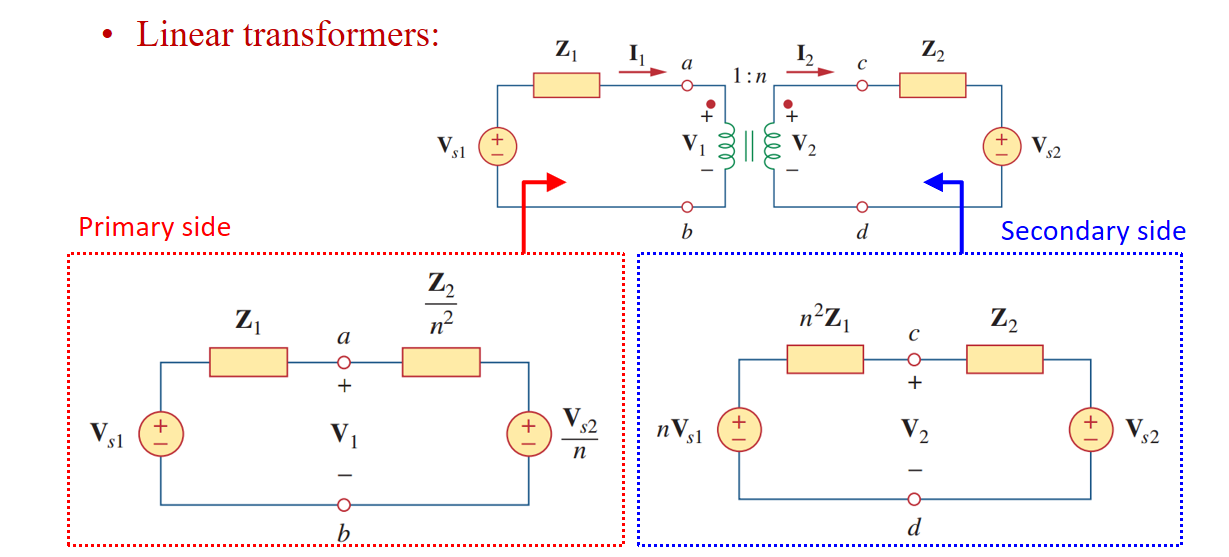 • Linear transformers:
Z₁ I₁ a 1 : n I₂ c Z₂
Vₛ₁ + − + V₁ − + V₂ − + − Vₛ₂
b d
Primary side
Secondary side
Z₁ a Z₂/n²
Vₛ₁ + − + V₁ − + − Vₛ₂/n
b
n²Z₁ c Z₂
nVₛ₁ + − + V₂ − + − Vₛ₂
d